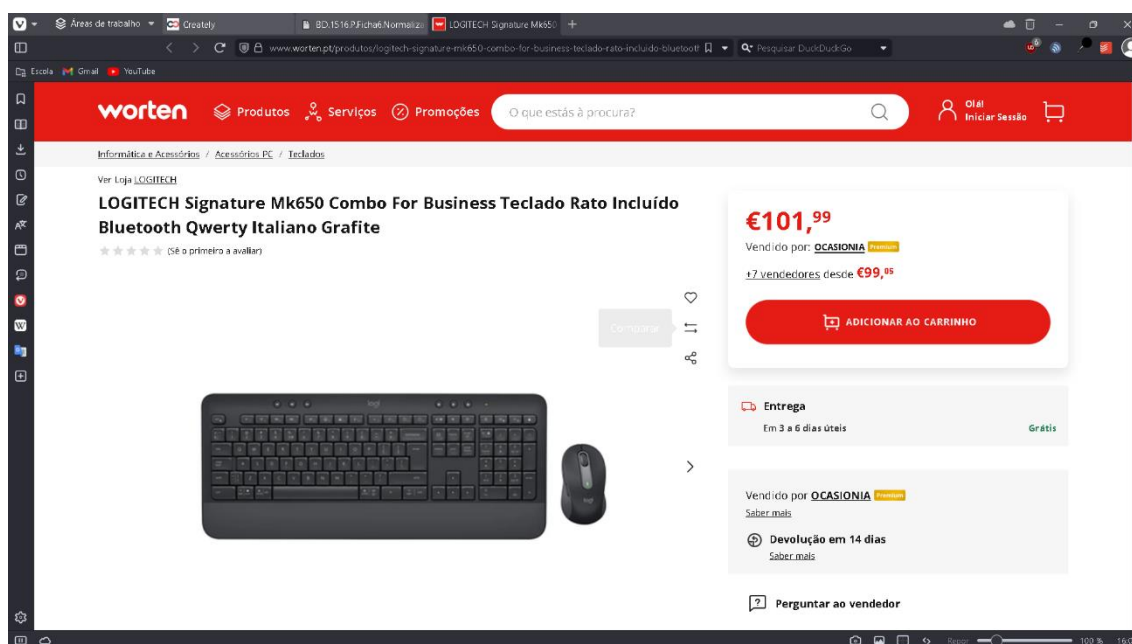 Áreas de trabalho
Creately
BD.1516.P.Ficha6.Normaliza
LOGITECH Signature Mk650
www.worten.pt/produtos/logitech-signature-mk650-combo-for-business-teclado-rato-incluido-bluetooth
Pesquisar DuckDuckGo
Escola
Gmail
YouTube
worten
Produtos
Serviços
Promoções
O que estás à procura?
Olá!
Iniciar Sessão
Informática e Acessórios / Acessórios PC / Teclados
Ver Loja LOGITECH
LOGITECH Signature Mk650 Combo For Business Teclado Rato Incluído
Bluetooth Qwerty Italiano Grafite
(Sê o primeiro a avaliar)
Comparar
€101,99
Vendido por: OCASIONIA Premium
+7 vendedores desde €99,05
ADICIONAR AO CARRINHO
Entrega
Em 3 a 6 dias úteis
Grátis
Vendido por OCASIONIA Premium
Saber mais
Devolução em 14 dias
Saber mais
Perguntar ao vendedor
logi
logi
Repor
100 %